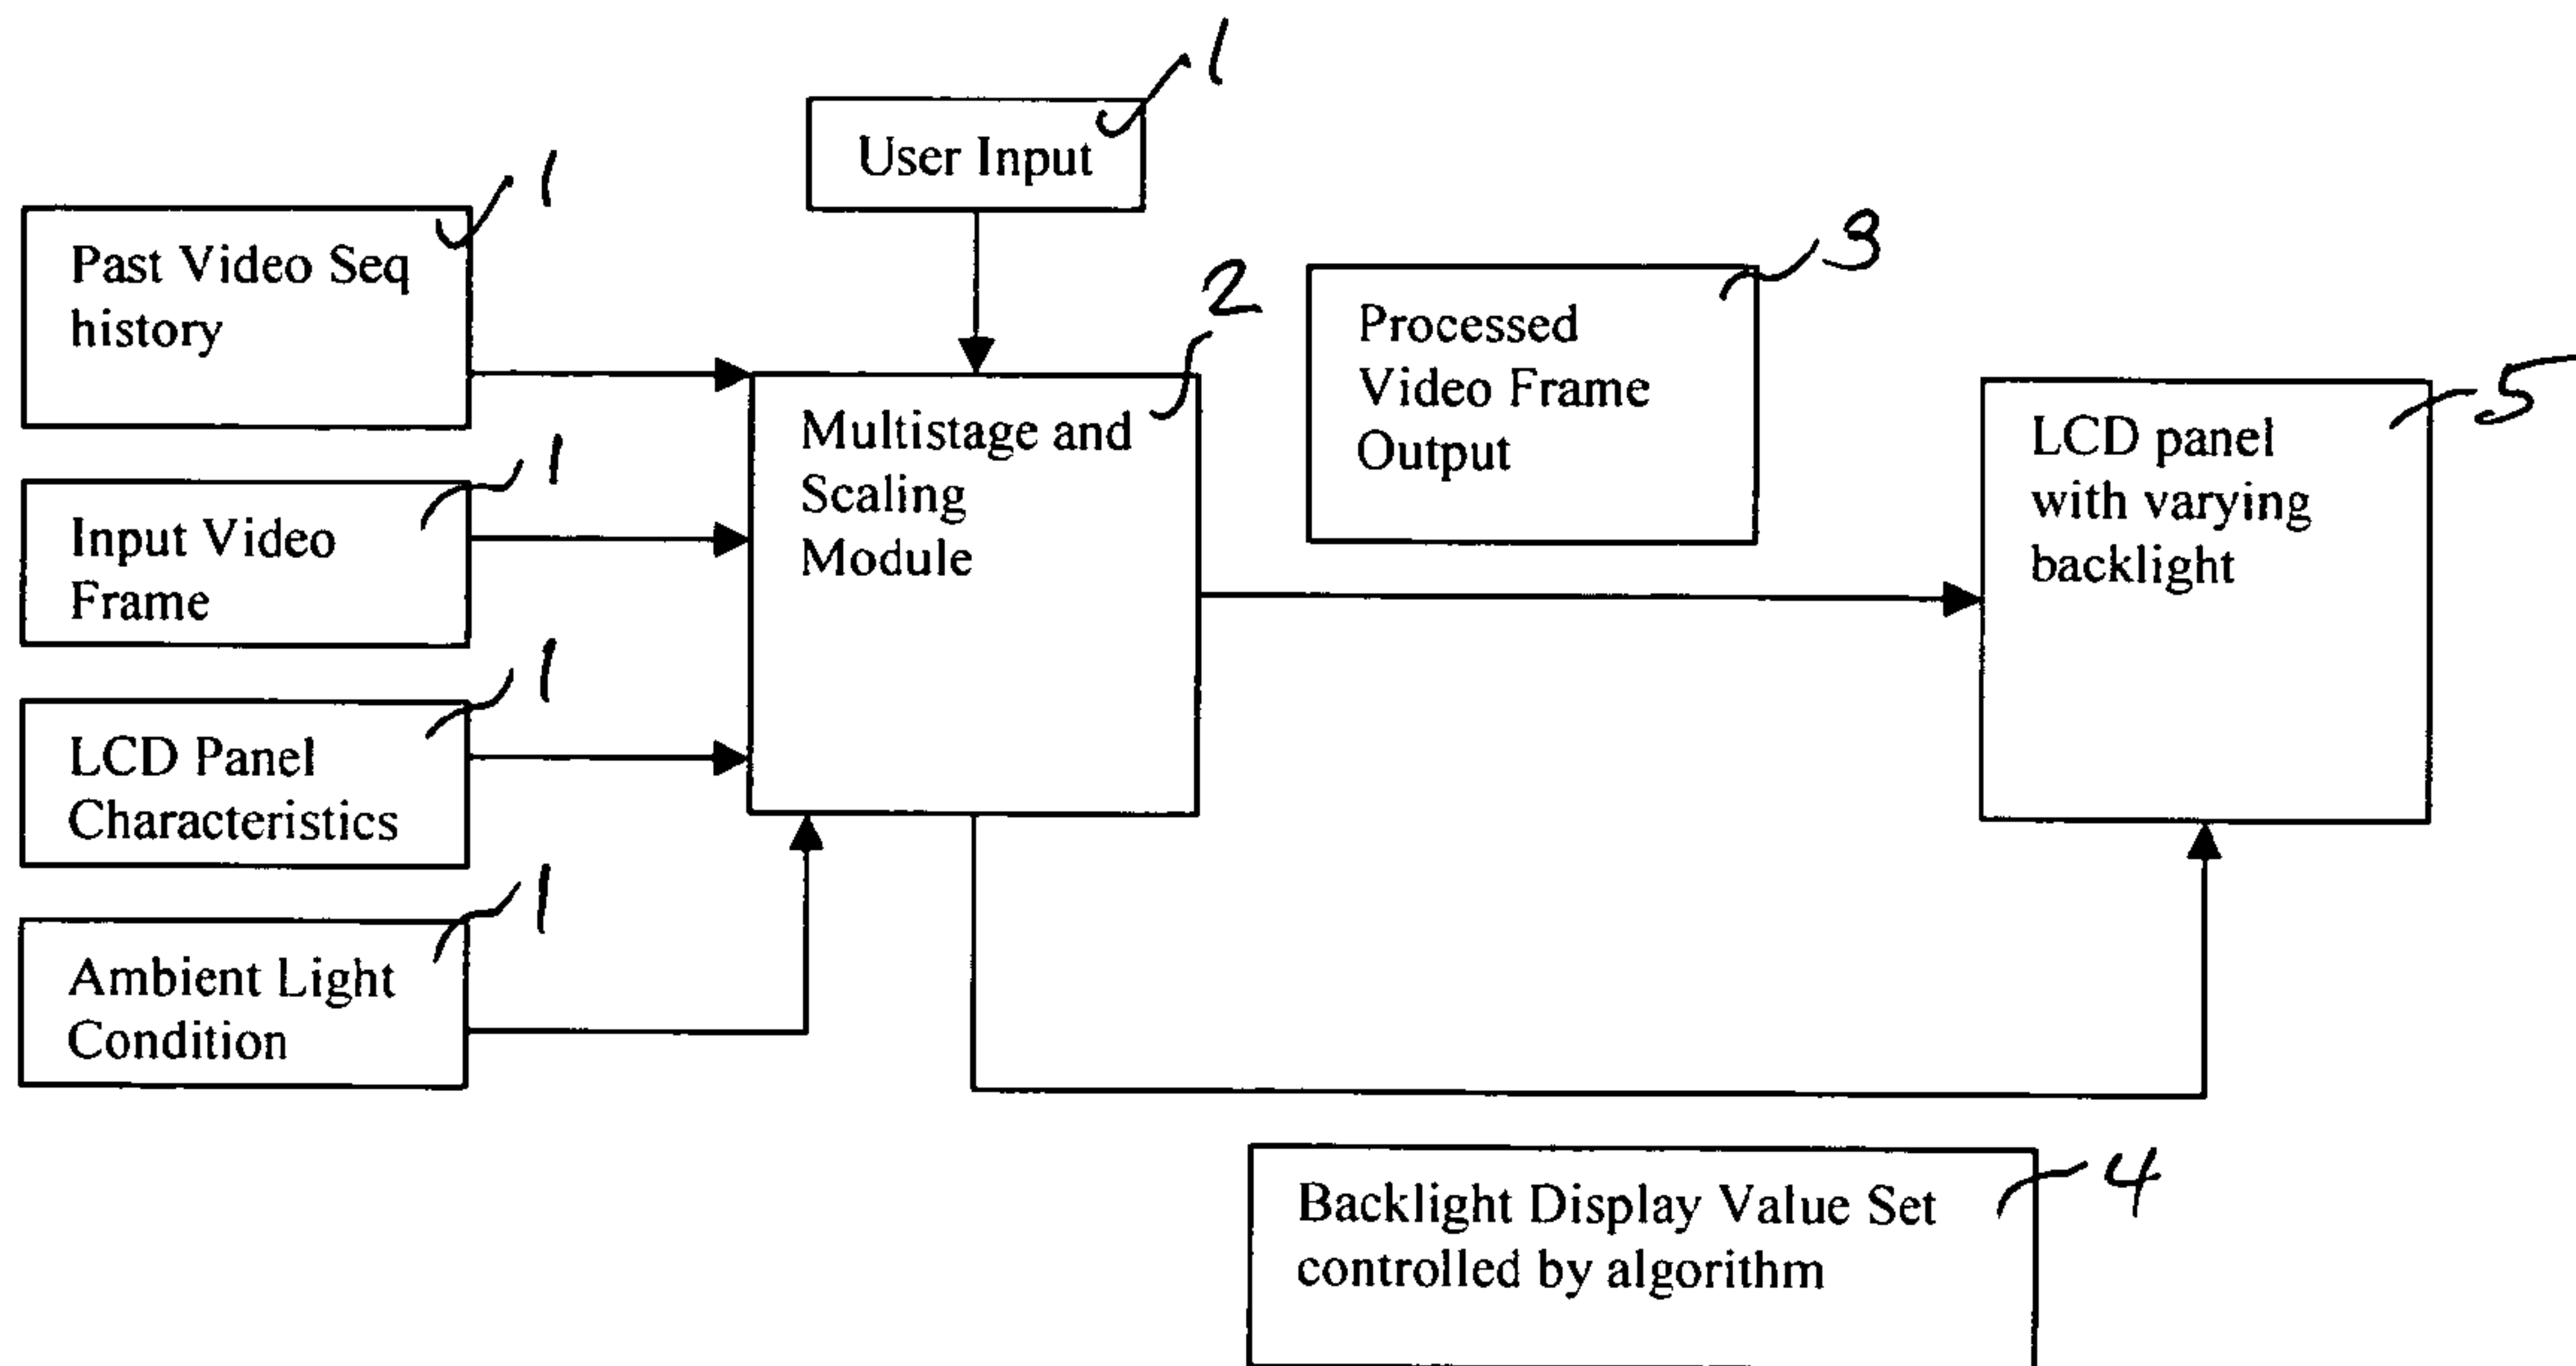 1
User Input
1
Past Video Seq
history
2
3
Processed
Video Frame
Output
5
LCD panel
with varying
backlight
Multistage and
Scaling
Module
1
Input Video
Frame
1
LCD Panel
Characteristics
1
Ambient Light
Condition
4
Backlight Display Value Set
controlled by algorithm